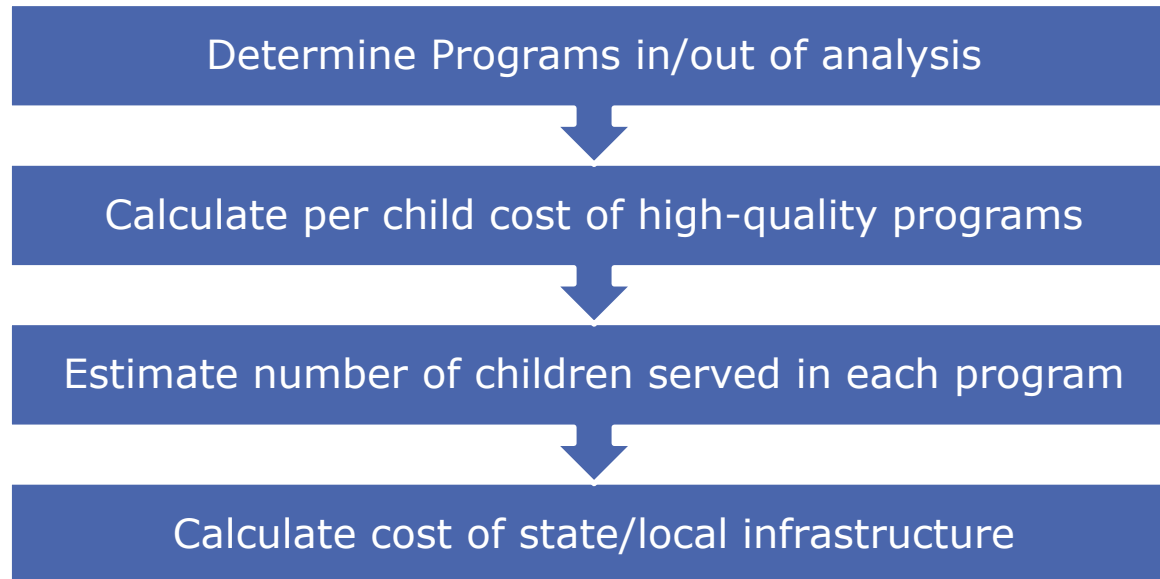 Determine Programs in/out of analysis
Calculate per child cost of high-quality programs
Estimate number of children served in each program
Calculate cost of state/local infrastructure